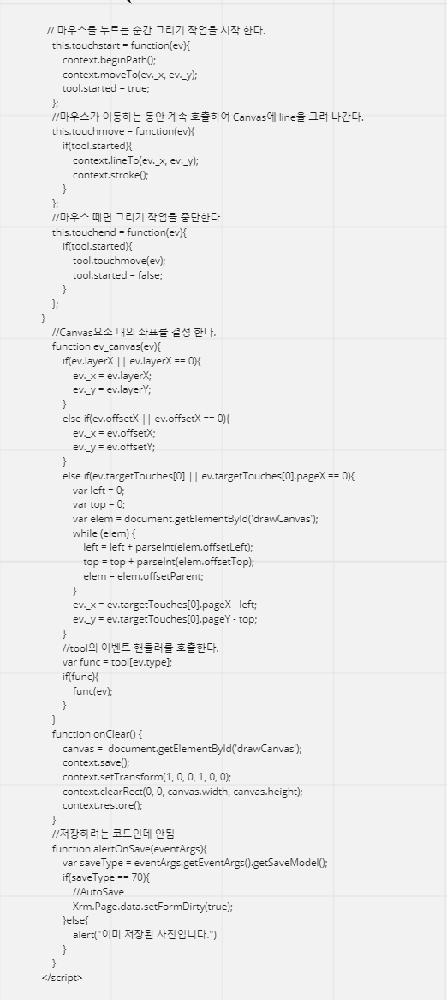 // 마우스를 누르는 순간 그리기 작업을 시작 한다.
this.touchstart = function(ev){
context.beginPath();
context.moveTo(ev._x, ev._y);
tool.started = true;
};
//마우스가 이동하는 동안 계속 호출하여 Canvas에 line을 그려 나간다.
this.touchmove = function(ev){
if(tool.started){
context.lineTo(ev._x, ev._y);
context.stroke();
}
};
//마우스 떼면 그리기 작업을 중단한다
this.touchend = function(ev){
if(tool.started){
tool.touchmove(ev);
tool.started = false;
}
};
}
//Canvas요소 내의 좌표를 결정 한다.
function ev_canvas(ev){
if(ev.layerX || ev.layerX == 0){
ev._x = ev.layerX;
ev._y = ev.layerY;
}
else if(ev.offsetX || ev.offsetX == 0){
ev._x = ev.offsetX;
ev._y = ev.offsetY;
}
else if(ev.targetTouches[0] || ev.targetTouches[0].pageX == 0){
var left = 0;
var top = 0;
var elem = document.getElementById('drawCanvas');
while (elem) {
left = left + parseInt(elem.offsetLeft);
top = top + parseInt(elem.offsetTop);
elem = elem.offsetParent;
}
ev._x = ev.targetTouches[0].pageX - left;
ev._y = ev.targetTouches[0].pageY - top;
}
//tool의 이벤트 핸들러를 호출한다.
var func = tool[ev.type];
if(func){
func(ev);
}
}
function onClear() {
canvas =  document.getElementById('drawCanvas');
context.save();
context.setTransform(1, 0, 0, 1, 0, 0);
context.clearRect(0, 0, canvas.width, canvas.height);
context.restore();
}
//저장하려는 코드인데 안됨
function alertOnSave(eventArgs){
var saveType = eventArgs.getEventArgs().getSaveModel();
if(saveType == 70){
//AutoSave
Xrm.Page.data.setFormDirty(true);
}else{
alert("이미 저장된 사진입니다.")
}
}
</script>